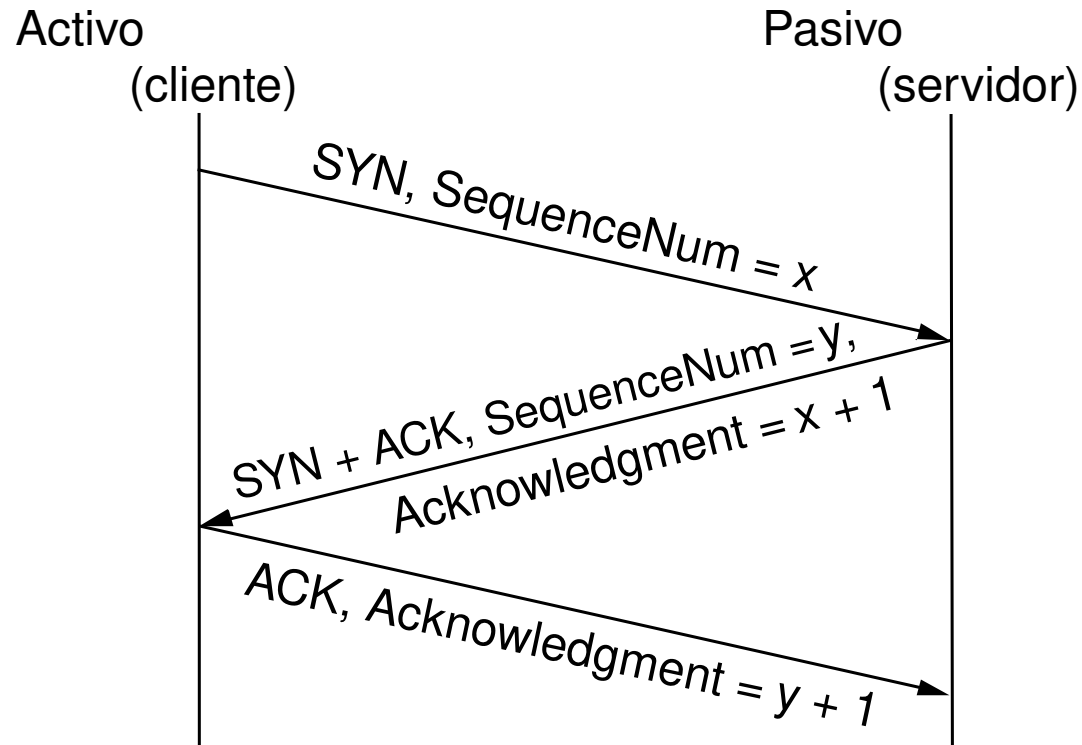 Activo
(cliente)
Pasivo
(servidor)
SYN, SequenceNum = x
SYN + ACK, SequenceNum = y,
Acknowledgment = x + 1
ACK, Acknowledgment = y + 1